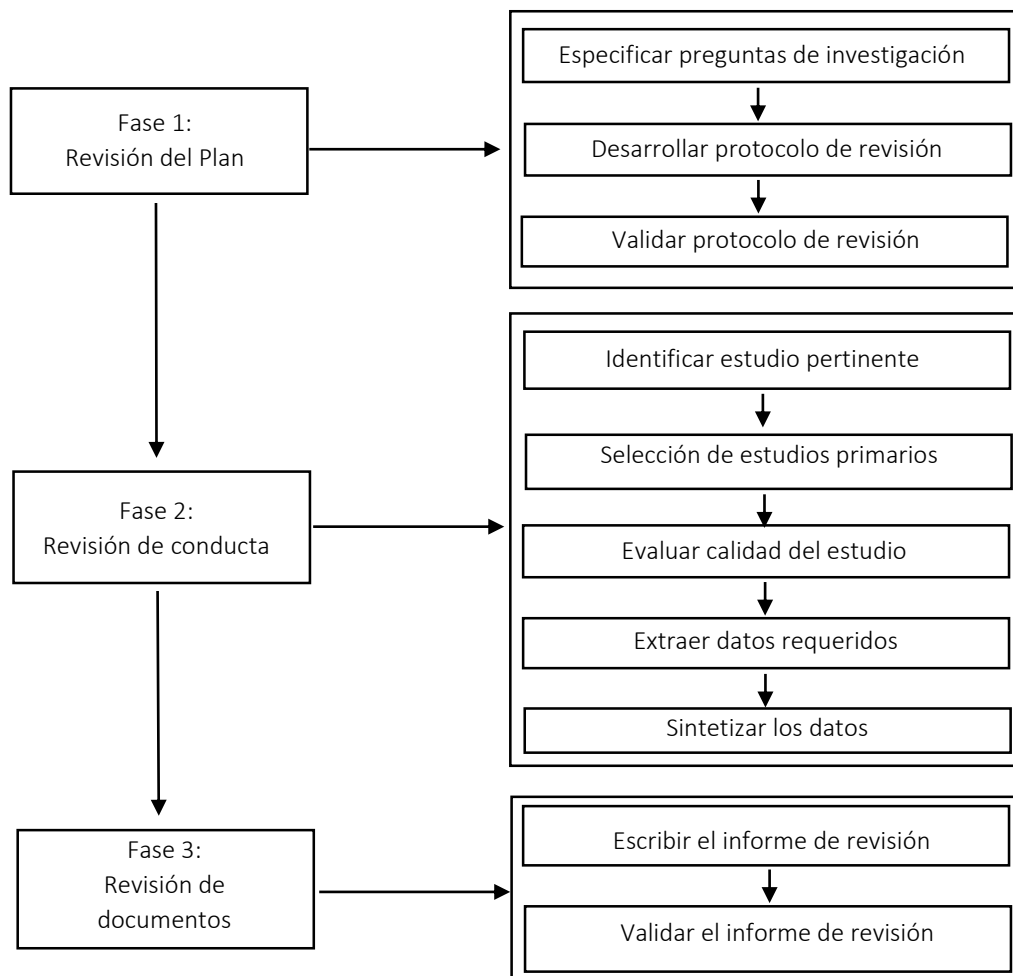 Fase 1:
Revisión del Plan
Especificar preguntas de investigación
Desarrollar protocolo de revisión
Validar protocolo de revisión
Fase 2:
Revisión de conducta
Identificar estudio pertinente
Selección de estudios primarios
Evaluar calidad del estudio
Extraer datos requeridos
Sintetizar los datos
Fase 3:
Revisión de
documentos
Escribir el informe de revisión
Validar el informe de revisión